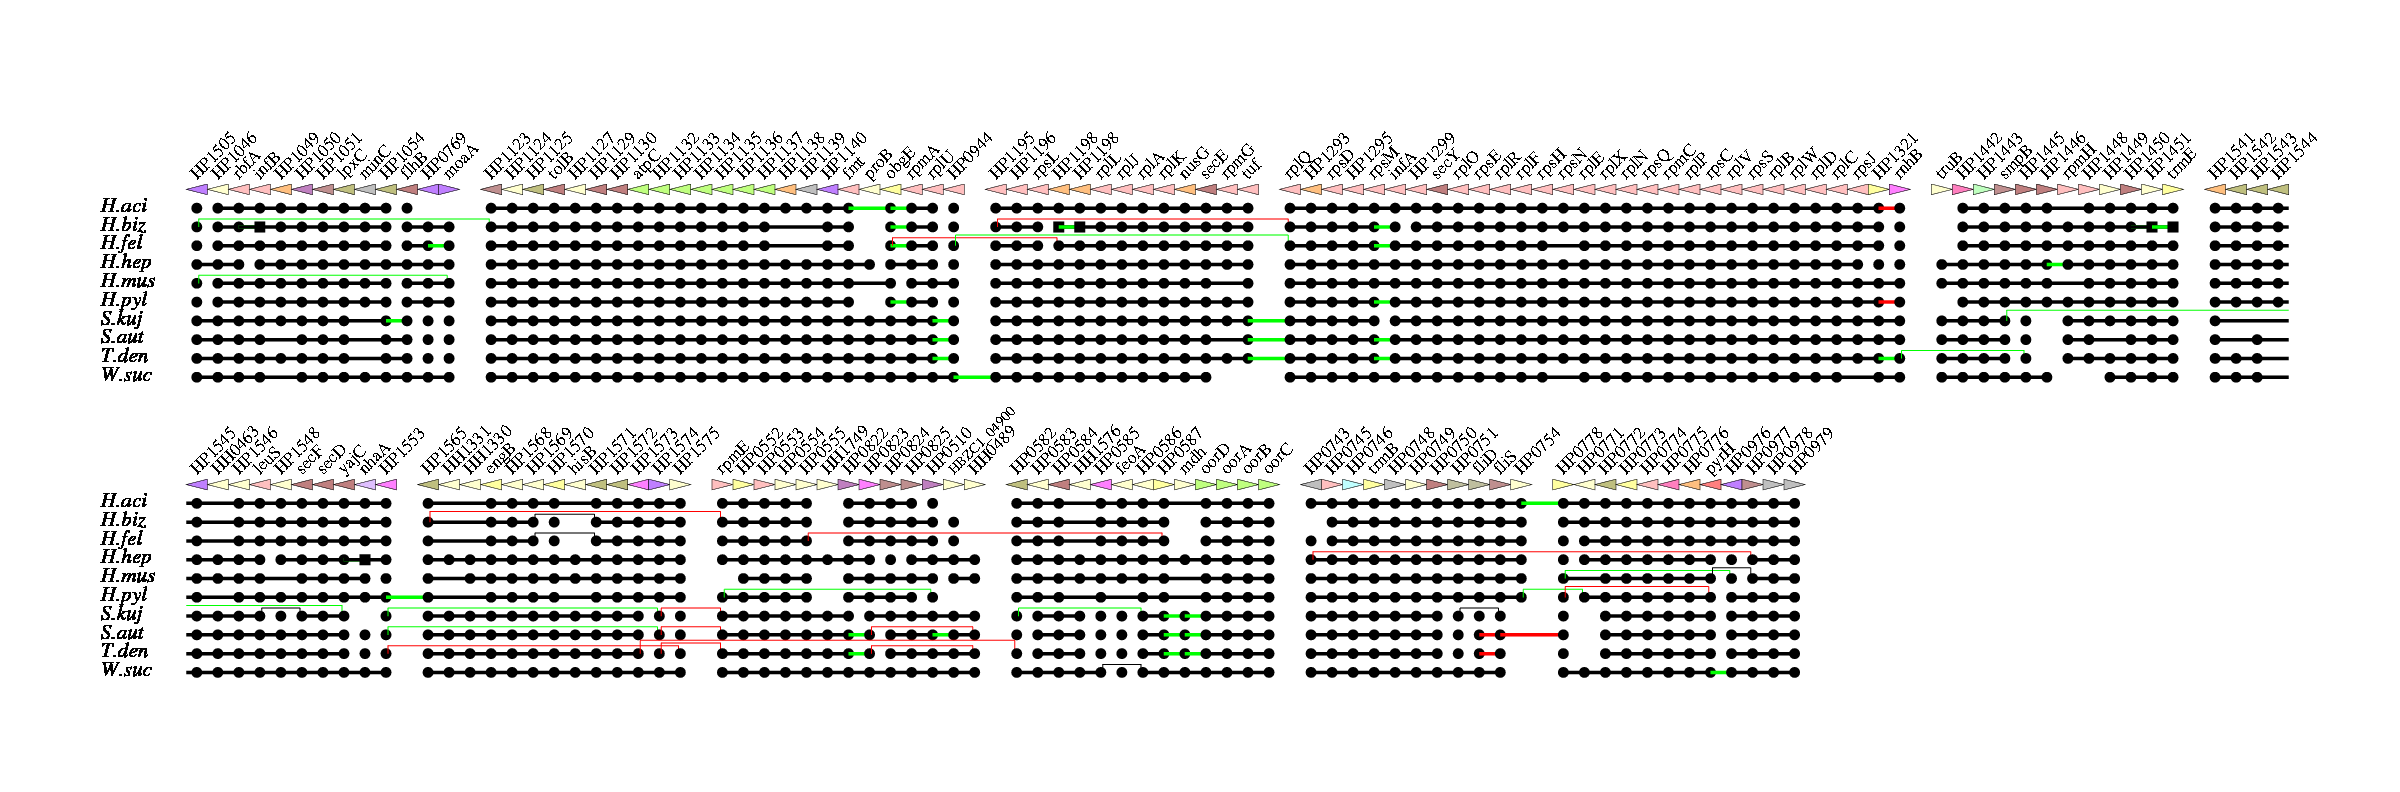 HP1505 HP1046 rbfA infB HP1049 HP1050 HP1051 lpxC minC HP1054 flhB HP0769 moaA HP1123 HP1124 HP1125 tolB HP1127 HP1129 HP1130 atpC HP1132 HP1133 HP1134 HP1135 HP1136 HP1137 HP1138 HP1139 HP1140 fmt proB obgE rpmA rplU HP0944 HP1195 HP1196 rpsL HP1198 HP1198 rplL rplJ rplA rplK nusG secE rpmG tuf rplQ HP1293 rpsD HP1295 rpsM infA HP1299 secY rplO rpsE rplR rplF rpsH rpsN rplE rplX rplN rpsQ rpmC rplP rpsC rplV rpsS rplB rplW rplD rplC rpsJ HP1321 rnhB truB HP1442 HP1443 smpB HP1445 HP1446 rpmH HP1448 HP1449 HP1450 HP1451 trmE HP1541 HP1542 HP1543 HP1544
H.aci
H.biz
H.fel
H.hep
H.mus
H.pyl
S.kuj
S.aut
T.den
W.suc
HP1545 HH0463 HP1546 leuS HP1548 secF secD yajC nhaA HP1553 HP1565 HH1331 HH1330 engB HP1568 HP1569 HP1570 hisB HP1571 HP1572 HP1573 HP1574 HP1575 rpmE HP0552 HP0553 HP0554 HP0555 HH1749 HP0822 HP0823 HP0824 HP0825 HP0510 HH0489 HP0582 HP0583 HP0584 HH1576 HP0585 feoA HP0586 HP0587 mdh oorD oorA oorB oorC HP0743 HP0745 HP0746 trmB HP0748 HP0749 HP0750 HP0751 fliD fliS HP0754 HP0778 HP0771 HP0772 HP0773 HP0774 HP0775 HP0776 pyrH HP0976 HP0977 HP0978 HP0979
H.aci
H.biz
H.fel
H.hep
H.mus
H.pyl
S.kuj
S.aut
T.den
W.suc